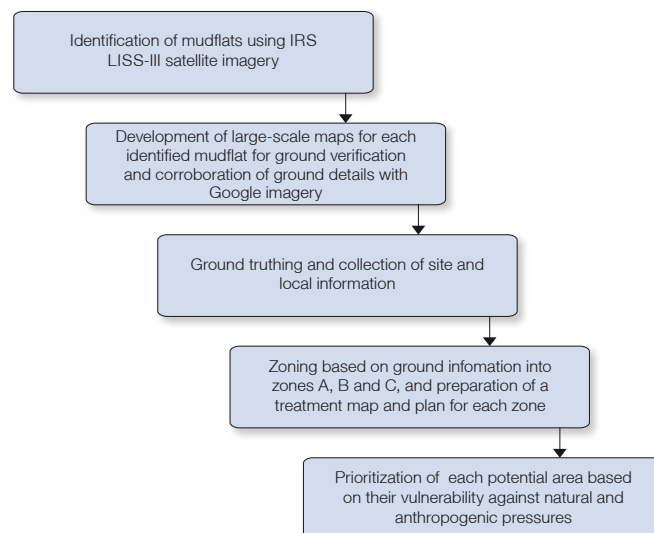 Identification of mudflats using IRS
LISS-III satellite imagery
Development of large-scale maps for each
identified mudflat for ground verification
and corroboration of ground details with
Google imagery
Ground truthing and collection of site and
local information
Zoning based on ground infomation into
zones A, B and C, and preparation of a
treatment map and plan for each zone
Prioritization of each potential area based
on their vulnerability against natural and
anthropogenic pressures